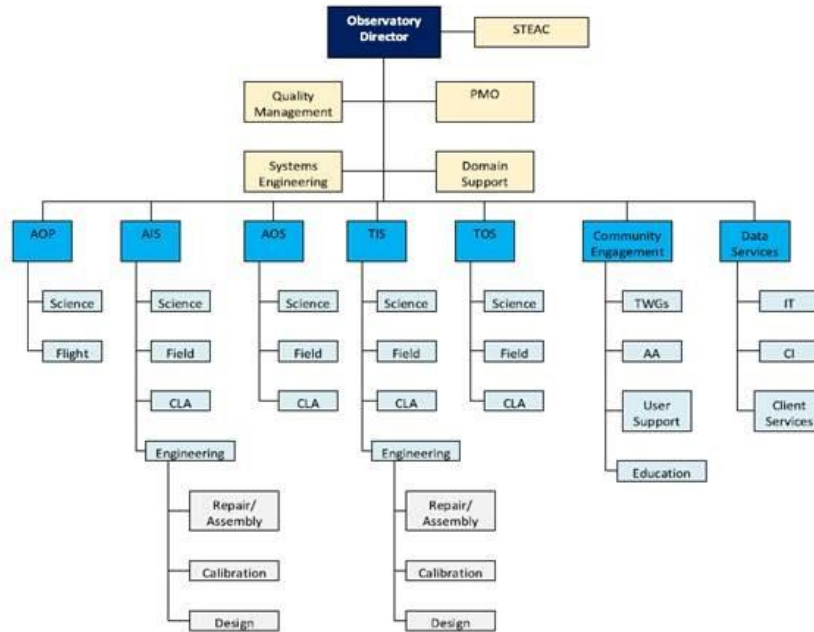 Observatory
Director
STEAC
Quality
Management
PMO
Systems
Engineering
Domain
Support
AOP
AIS
AOS
TIS
TOS
Community
Engagement
Data
Services
Science
Science
Science
Science
Science
TWGs
IT
Flight
Field
Field
Field
Field
AA
CI
CLA
CLA
CLA
CLA
User
Support
Client
Services
Engineering
Engineering
Education
Repair/
Assembly
Repair/
Assembly
Calibration
Calibration
Design
Design